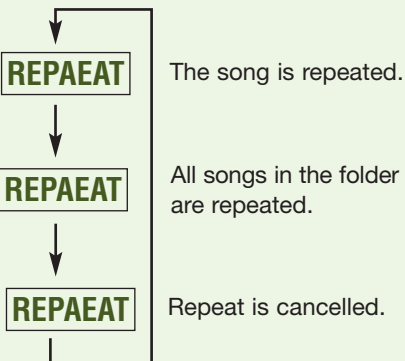 REPAEAT
The song is repeated.
REPAEAT
All songs in the folder
are repeated.
REPAEAT
Repeat is cancelled.